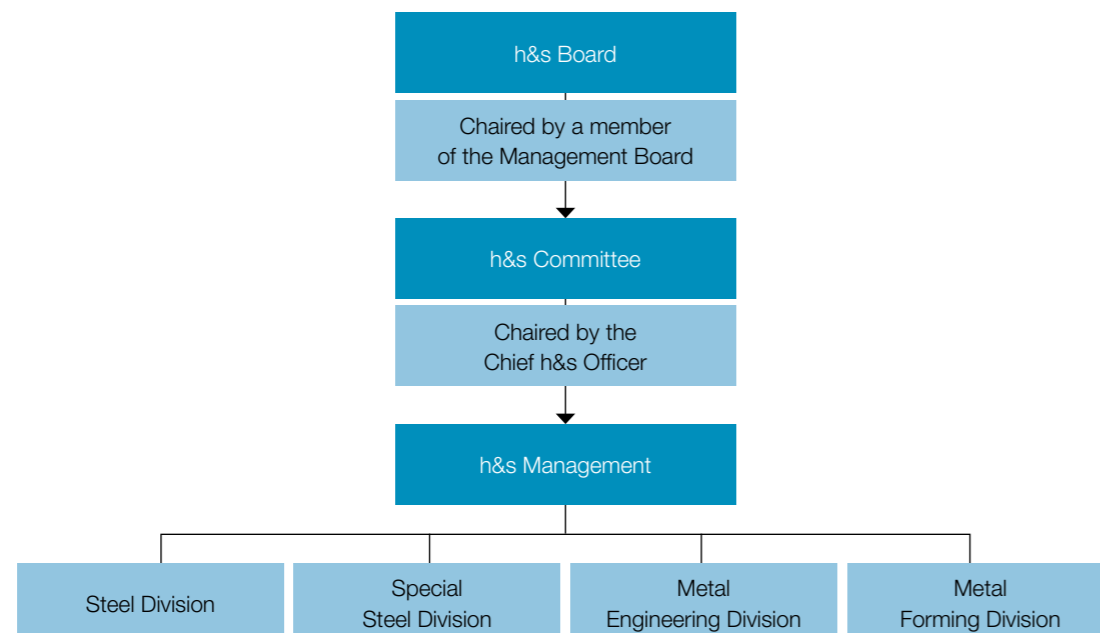 h&s Board
Chaired by a member
of the Management Board
h&s Committee
Chaired by the
Chief h&s Officer
h&s Management
Steel Division
Special
Steel Division
Metal
Engineering Division
Metal
Forming Division